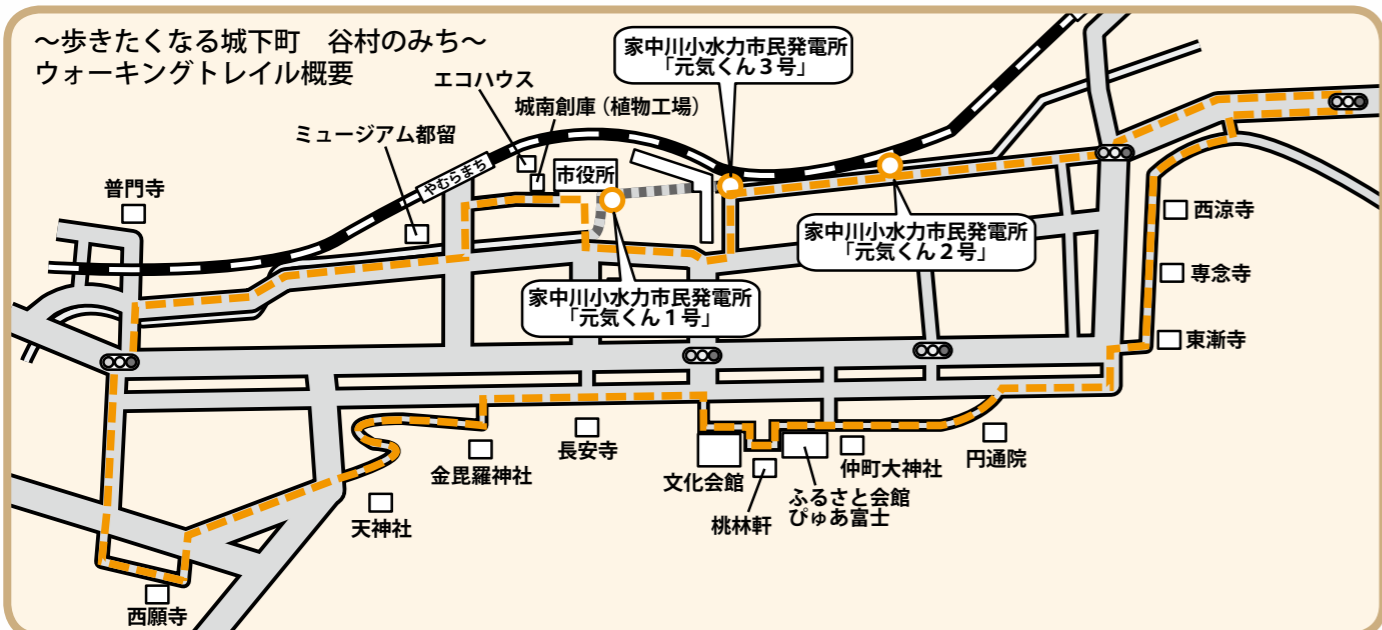 ～歩きたくなる城下町　谷村のみち～
ウォーキングトレイル概要
家中川小水力市民発電所
「元気くん３号」
エコハウス
城南創庫（植物工場）
ミュージアム都留
やむらまち
市役所
普門寺
西涼寺
家中川小水力市民発電所
「元気くん２号」
専念寺
家中川小水力市民発電所
「元気くん１号」
東漸寺
金毘羅神社
長安寺
文化会館
仲町大神社
円通院
ふるさと会館
ぴゅあ富士
桃林軒
天神社
西願寺